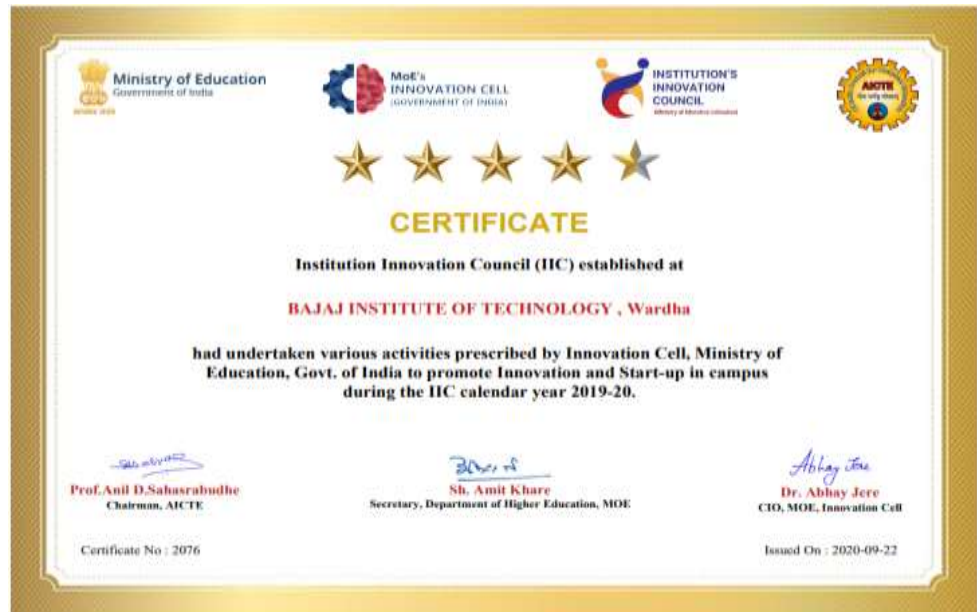 Ministry of Education
Government of India
MoE's
INNOVATION CELL
(GOVERNMENT OF INDIA)
INSTITUTION'S
INNOVATION
COUNCIL
AICTE
CERTIFICATE
Institution Innovation Council (IIC) established at
BAJAJ INSTITUTE OF TECHNOLOGY , Wardha
had undertaken various activities prescribed by Innovation Cell, Ministry of
Education, Govt. of India to promote Innovation and Start-up in campus
during the IIC calendar year 2019-20.
Abhay Jere
Prof.Anil D.Sahasrabudhe
Chairman, AICTE
Sh. Amit Khare
Secretary, Department of Higher Education, MOE
Dr. Abhay Jere
CIO, MOE, Innovation Cell
Certificate No : 2076
Issued On : 2020-09-22